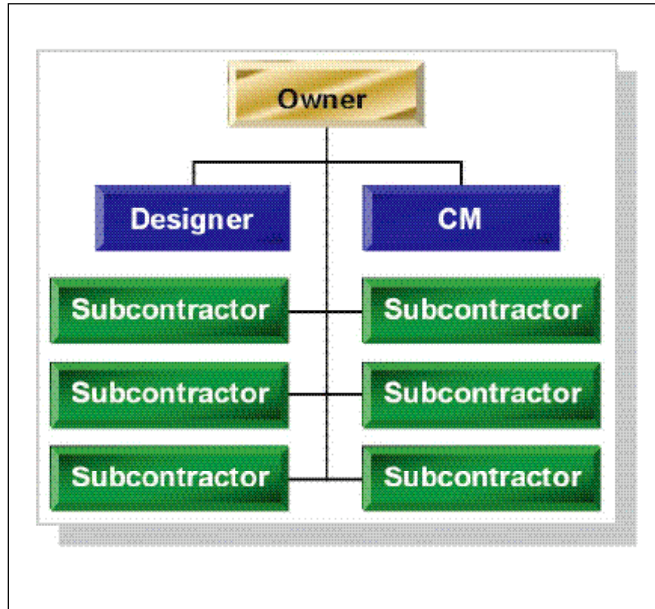 Owner
Designer
CM
Subcontractor
Subcontractor
Subcontractor
Subcontractor
Subcontractor
Subcontractor